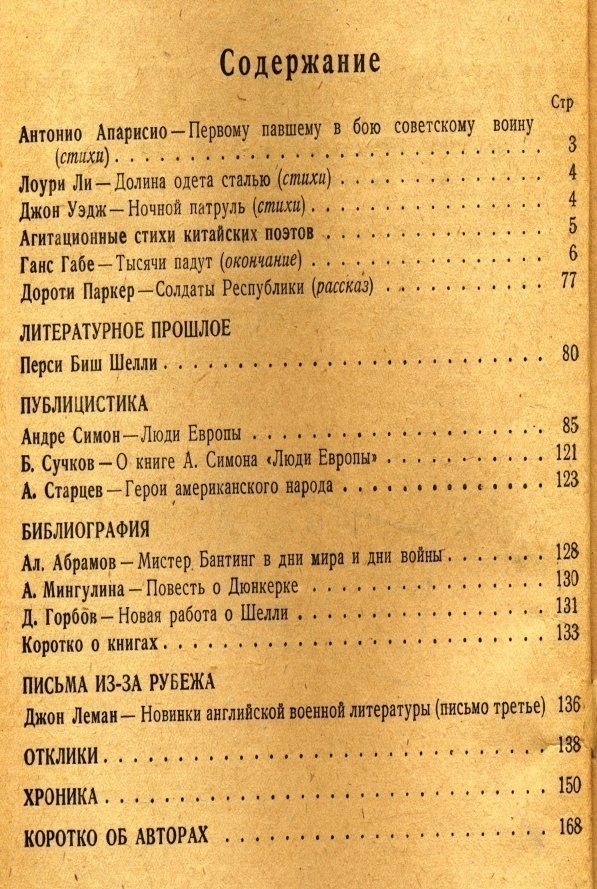 Содержание
Стр
Антонио Апарисио — Первому павшему в бою советскому воину
(стихи) . . . . . . . . . . . . . . . . . . . . . . . . . . . . 3
Лоури Ли — Долина одета сталью (стихи) . . . . . . . . . . . . . 4
Джон Уэдж — Ночной патруль (стихи) . . . . . . . . . . . . . . . 4
Агитационные стихи китайских поэтов . . . . . . . . . . . . . . 5
Ганс Габе — Тысячи падут (окончание) . . . . . . . . . . . . . . 6
Дороти Паркер — Солдаты Республики (рассказ) . . . . . . . . . . 77
ЛИТЕРАТУРНОЕ ПРОШЛОЕ
Перси Биш Шелли . . . . . . . . . . . . . . . . . . . . . . . . 80
ПУБЛИЦИСТИКА
Андре Симон — Люди Европы . . . . . . . . . . . . . . . . . . . 85
Б. Сучков — О книге А. Симона «Люди Европы» . . . . . . . . . . 121
А. Старцев — Герои американского народа . . . . . . . . . . . . 123
БИБЛИОГРАФИЯ
Ал. Абрамов — Мистер Бантинг в дни мира и дни войны . . . . . . 128
А. Мингулина — Повесть о Дюнкерке . . . . . . . . . . . . . . . 130
Д. Горбов — Новая работа о Шелли . . . . . . . . . . . . . . . . 131
Коротко о книгах . . . . . . . . . . . . . . . . . . . . . . . . 133
ПИСЬМА ИЗ-ЗА РУБЕЖА
Джон Леман — Новинки английской военной литературы (письмо третье) 136
ОТКЛИКИ . . . . . . . . . . . . . . . . . . . . . . . . . . . . 138
ХРОНИКА . . . . . . . . . . . . . . . . . . . . . . . . . . . . 150
КОРОТКО ОБ АВТОРАХ . . . . . . . . . . . . . . . . . . . . . . . 168